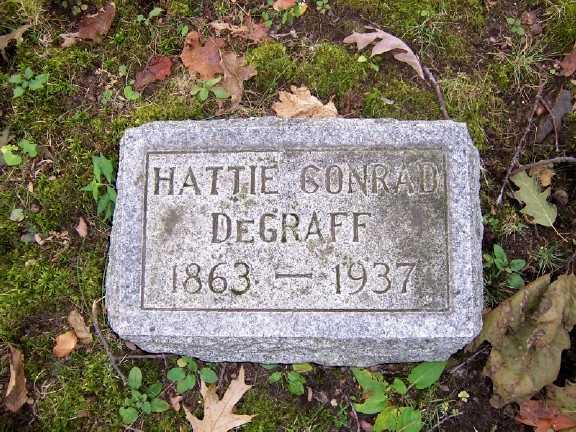 HATTIE CONRAD
DEGRAFF
1863 — 1937